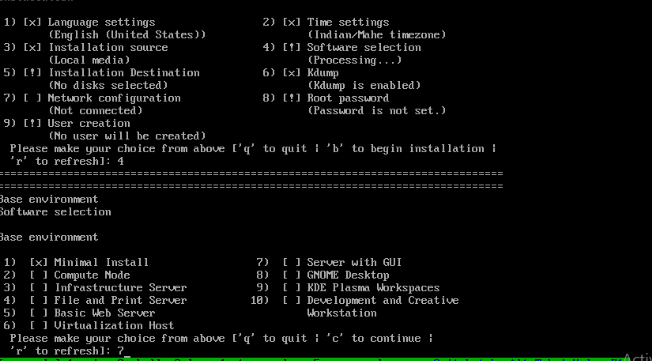 1) [x] Language settings 2) [x] Time settings
(English (United States)) (Indian/Mahe timezone)
3) [x] Installation source 4) [!] Software selection
(Local media) (Processing...)
5) [!] Installation Destination 6) [x] Kdump
(No disks selected) (Kdump is enabled)
7) [ ] Network configuration 8) [!] Root password
(Not connected) (Password is not set.)
9) [!] User creation
(No user will be created)
Please make your choice from above ['q' to quit | 'b' to begin installation |
'r' to refresh]: 4
================================================================================
================================================================================
Base environment
Software selection
Base environment
1) [x] Minimal Install 7) [ ] Server with GUI
2) [ ] Compute Node 8) [ ] GNOME Desktop
3) [ ] Infrastructure Server 9) [ ] KDE Plasma Workspaces
4) [ ] File and Print Server 10) [ ] Development and Creative
5) [ ] Basic Web Server Workstation
6) [ ] Virtualization Host
Please make your choice from above ['q' to quit | 'c' to continue |
'r' to refresh]: 7_